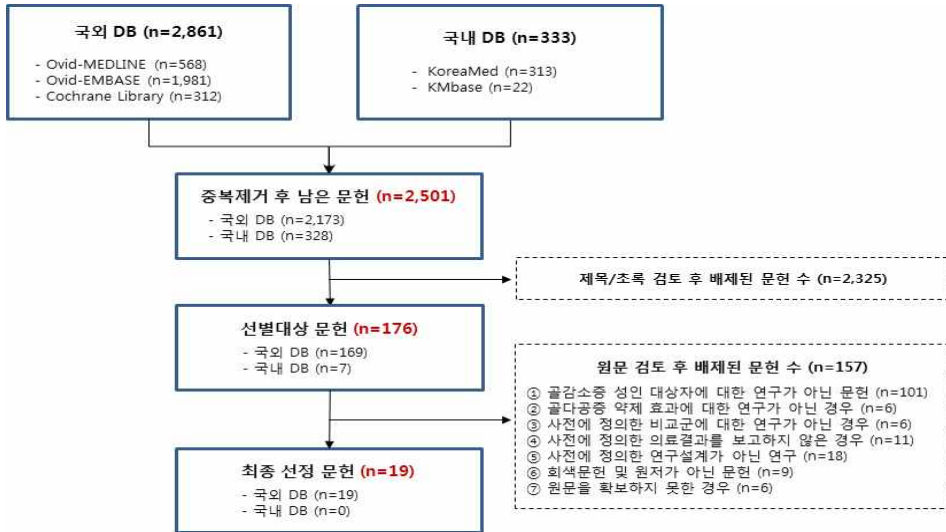 국외 DB (n=2,861)
- Ovid-MEDLINE (n=568)
- Ovid-EMBASE (n=1,981)
- Cochrane Library (n=312)
국내 DB (n=333)
- KoreaMed (n=313)
- KMbase (n=22)
중복제거 후 남은 문헌 (n=2,501)
- 국외 DB (n=2,173)
- 국내 DB (n=328)
제목/초록 검토 후 배제된 문헌 수 (n=2,325)
선별대상 문헌 (n=176)
- 국외 DB (n=169)
- 국내 DB (n=7)
원문 검토 후 배제된 문헌 수 (n=157)
① 골감소증 성인 대상자에 대한 연구가 아닌 문헌 (n=101)
② 골다공증 약제 효과에 대한 연구가 아닌 경우 (n=6)
③ 사전에 정의한 비교군에 대한 연구가 아닌 경우 (n=6)
④ 사전에 정의한 의료결과를 보고하지 않은 경우 (n=11)
⑤ 사전에 정의한 연구설계가 아닌 연구 (n=18)
⑥ 회색문헌 및 원저가 아닌 문헌 (n=9)
⑦ 원문을 확보하지 못한 경우 (n=6)
최종 선정 문헌 (n=19)
- 국외 DB (n=19)
- 국내 DB (n=0)